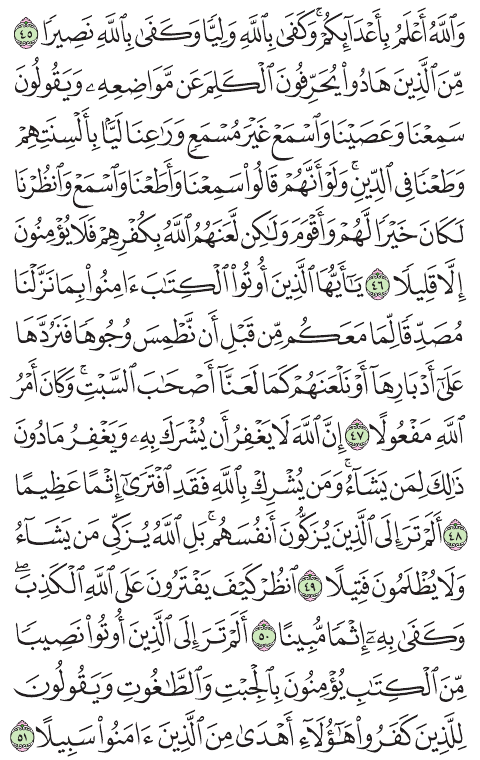 وَٱللَّهُ أَعۡلَمُ بِأَعۡدَآئِكُمۡۚ وَكَفَىٰ بِٱللَّهِ وَلِيّٗا وَكَفَىٰ بِٱللَّهِ نَصِيرٗا ٤٥
مِّنَ ٱلَّذِينَ هَادُواْ يُحَرِّفُونَ ٱلۡكَلِمَ عَن مَّوَاضِعِهِۦ وَيَقُولُونَ
سَمِعۡنَا وَعَصَيۡنَا وَٱسۡمَعۡ غَيۡرَ مُسۡمَعٖ وَرَٰعِنَا لَيَّۢا بِأَلۡسِنَتِهِمۡ
وَطَعۡنٗا فِي ٱلدِّينِۚ وَلَوۡ أَنَّهُمۡ قَالُواْ سَمِعۡنَا وَأَطَعۡنَا وَٱسۡمَعۡ وَٱنظُرۡنَا
لَكَانَ خَيۡرٗا لَّهُمۡ وَأَقۡوَمَ وَلَٰكِن لَّعَنَهُمُ ٱللَّهُ بِكُفۡرِهِمۡ فَلَا يُؤۡمِنُونَ
إِلَّا قَلِيلٗا ٤٦ يَٰٓأَيُّهَا ٱلَّذِينَ أُوتُواْ ٱلۡكِتَٰبَ ءَامِنُواْ بِمَا نَزَّلۡنَا
مُصَدِّقٗا لِّمَا مَعَكُم مِّن قَبۡلِ أَن نَّطۡمِسَ وُجُوهٗا فَنَرُدَّهَا
عَلَىٰٓ أَدۡبَارِهَآ أَوۡ نَلۡعَنَهُمۡ كَمَا لَعَنَّآ أَصۡحَٰبَ ٱلسَّبۡتِۚ وَكَانَ أَمۡرُ
ٱللَّهِ مَفۡعُولًا ٤٧ إِنَّ ٱللَّهَ لَا يَغۡفِرُ أَن يُشۡرَكَ بِهِۦ وَيَغۡفِرُ مَا دُونَ
ذَٰلِكَ لِمَن يَشَآءُۚ وَمَن يُشۡرِكۡ بِٱللَّهِ فَقَدِ ٱفۡتَرَىٰٓ إِثۡمًا عَظِيمًا
٤٨ أَلَمۡ تَرَ إِلَى ٱلَّذِينَ يُزَكُّونَ أَنفُسَهُمۚ بَلِ ٱللَّهُ يُزَكِّي مَن يَشَآءُ
وَلَا يُظۡلَمُونَ فَتِيلًا ٤٩ ٱنظُرۡ كَيۡفَ يَفۡتَرُونَ عَلَى ٱللَّهِ ٱلۡكَذِبَۖ
وَكَفَىٰ بِهِۦٓ إِثۡمٗا مُّبِينًا ٥٠ أَلَمۡ تَرَ إِلَى ٱلَّذِينَ أُوتُواْ نَصِيبٗا
مِّنَ ٱلۡكِتَٰبِ يُؤۡمِنُونَ بِٱلۡجِبۡتِ وَٱلطَّٰغُوتِ وَيَقُولُونَ
لِلَّذِينَ كَفَرُواْ هَٰٓؤُلَآءِ أَهۡدَىٰ مِنَ ٱلَّذِينَ ءَامَنُواْ سَبِيلًا ٥١